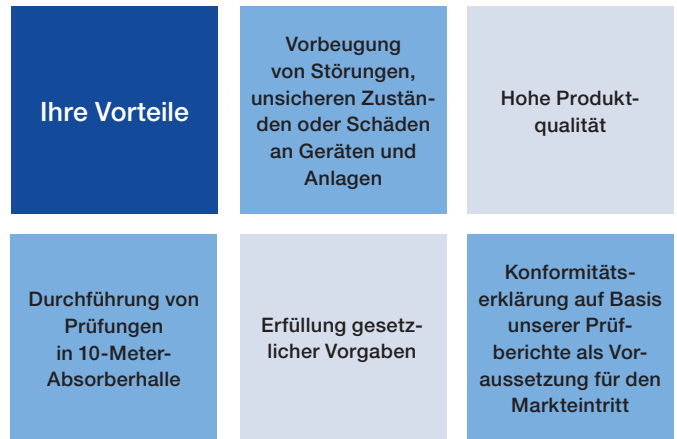 Ihre Vorteile
Vorbeugung
von Störungen,
unsicheren Zustän-
den oder Schäden
an Geräten und
Anlagen
Hohe Produkt-
qualität
Durchführung von
Prüfungen
in 10-Meter-
Absorberhalle
Erfüllung gesetz-
licher Vorgaben
Konformitäts-
erklärung auf Basis
unserer Prüf-
berichte als Vor-
aussetzung für den
Markteintritt